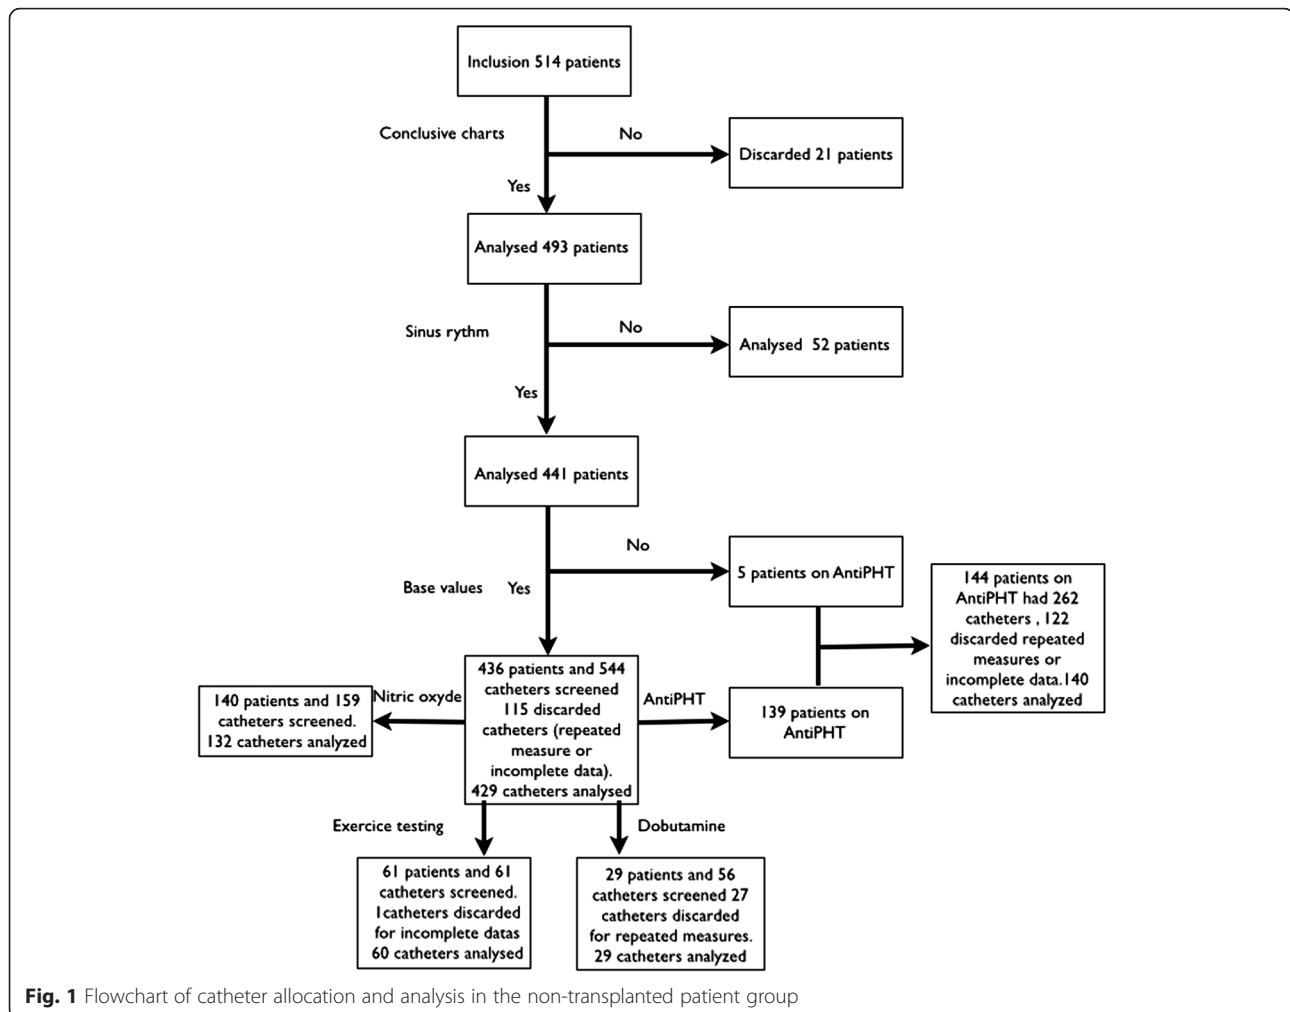 Inclusion 514 patients
Conclusive charts
No
Discarded 21 patients
Yes
Analysed 493 patients
Sinus rythm
No
Analysed 52 patients
Yes
Analysed 441 patients
No
Base values
Yes
5 patients on AntiPHT
144 patients on
AntiPHT had 262
catheters , 122
discarded repeated
measures or
incomplete data.140
catheters analyzed
436 patients and 544
catheters screened
115 discarded
catheters (repeated
measure or
incomplete data).
429 catheters analysed
Nitric oxyde
140 patients and 159
catheters screened.
132 catheters analyzed
AntiPHT
139 patients on
AntiPHT
Exercice testing
61 patients and 61
catheters screened.
1catheters discarded
for incomplete datas
60 catheters analysed
Dobutamine
29 patients and 56
catheters screened 27
catheters discarded
for repeated measures.
29 catheters analyzed
Fig. 1 Flowchart of catheter allocation and analysis in the non-transplanted patient group